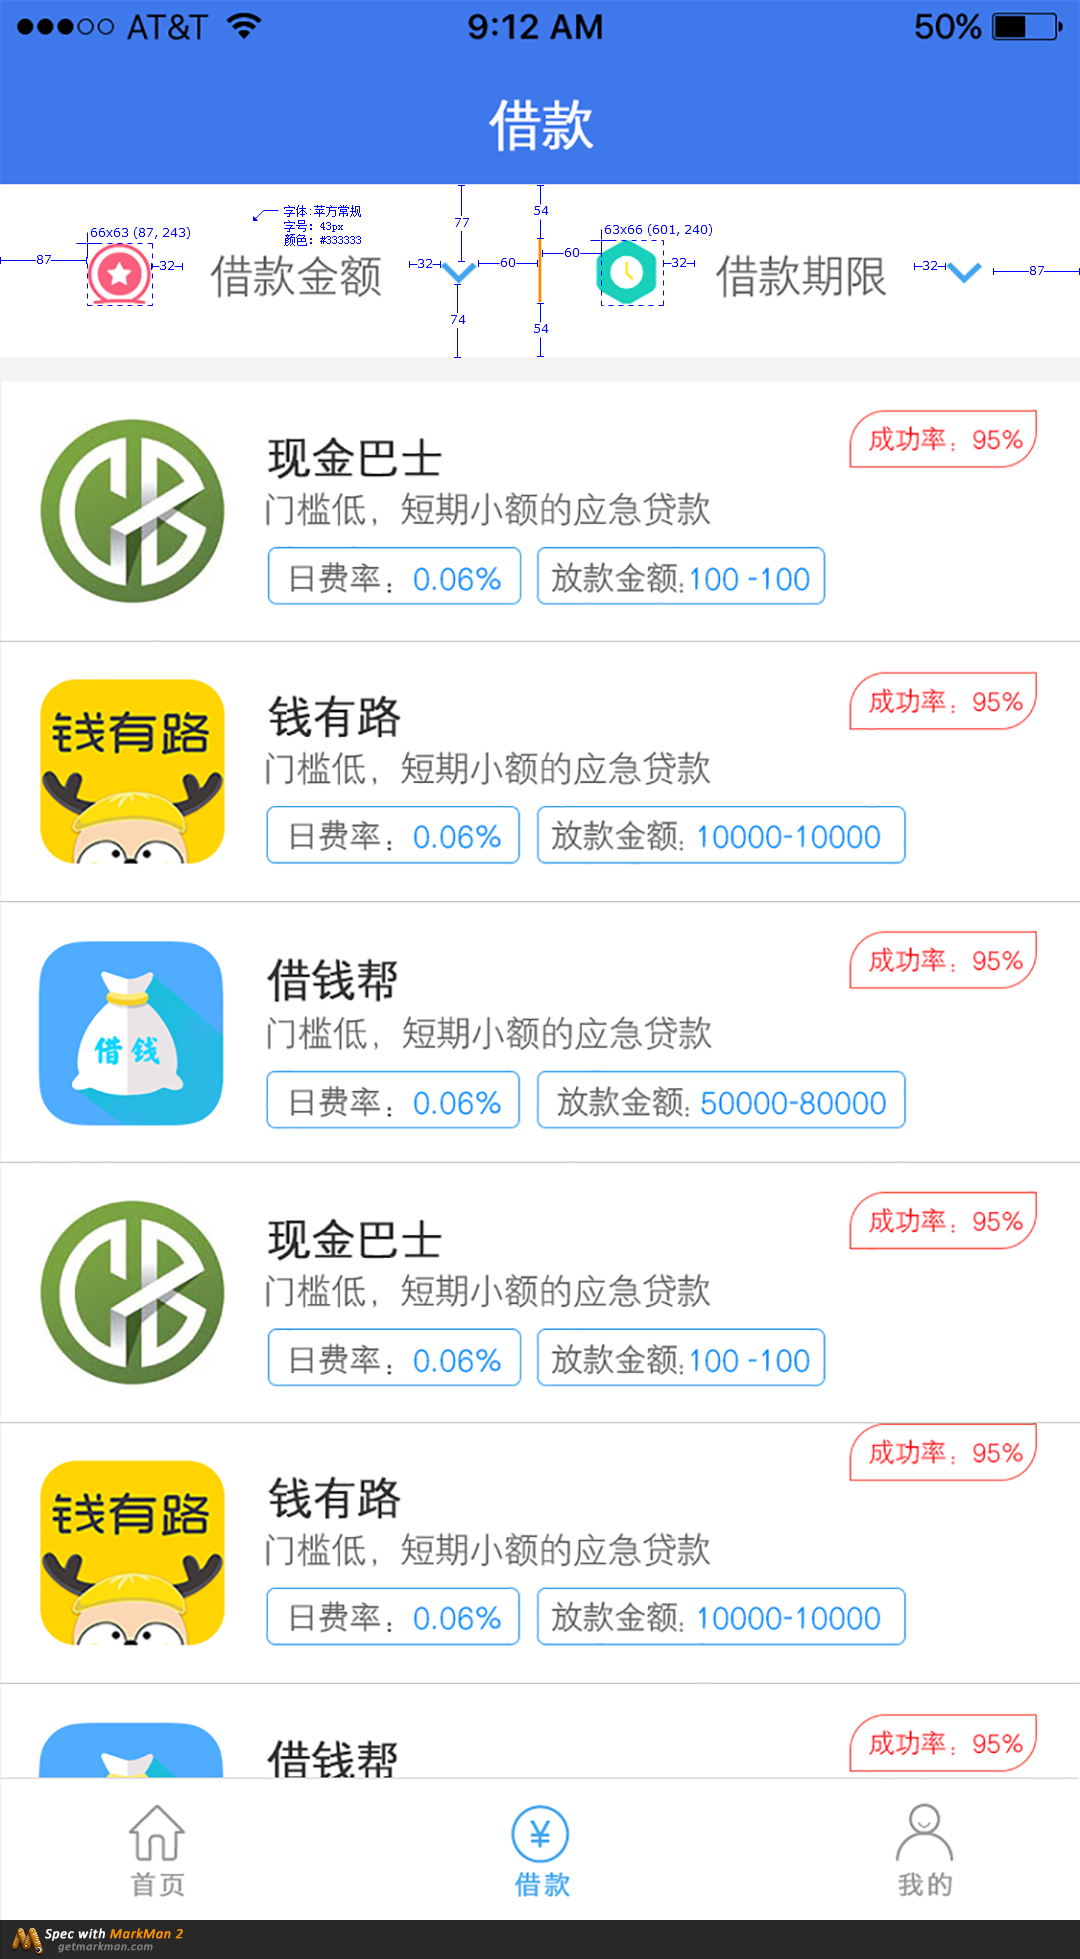 AT&T 9:12 AM 50%
借款
字体:苹方常规
字号: 43px
颜色: #333333
77
54
66x63 (87, 243)
63x66 (601, 240)
87
32
借款金额
32
60
60
32
借款期限
32
87
74
54
现金巴士
成功率: 95%
门槛低,短期小额的应急贷款
日费率: 0.06%
放款金额:100 -100
钱有路
钱有路
成功率: 95%
门槛低,短期小额的应急贷款
日费率: 0.06%
放款金额: 10000-10000
借钱
借钱帮
成功率: 95%
门槛低,短期小额的应急贷款
日费率: 0.06%
放款金额: 50000-80000
现金巴士
成功率: 95%
门槛低,短期小额的应急贷款
日费率: 0.06%
放款金额:100 -100
钱有路
钱有路
成功率: 95%
门槛低,短期小额的应急贷款
日费率: 0.06%
放款金额: 10000-10000
借钱帮
成功率: 95%
首页
借款
我的
Spec with MarkMan 2
getmarkman.com